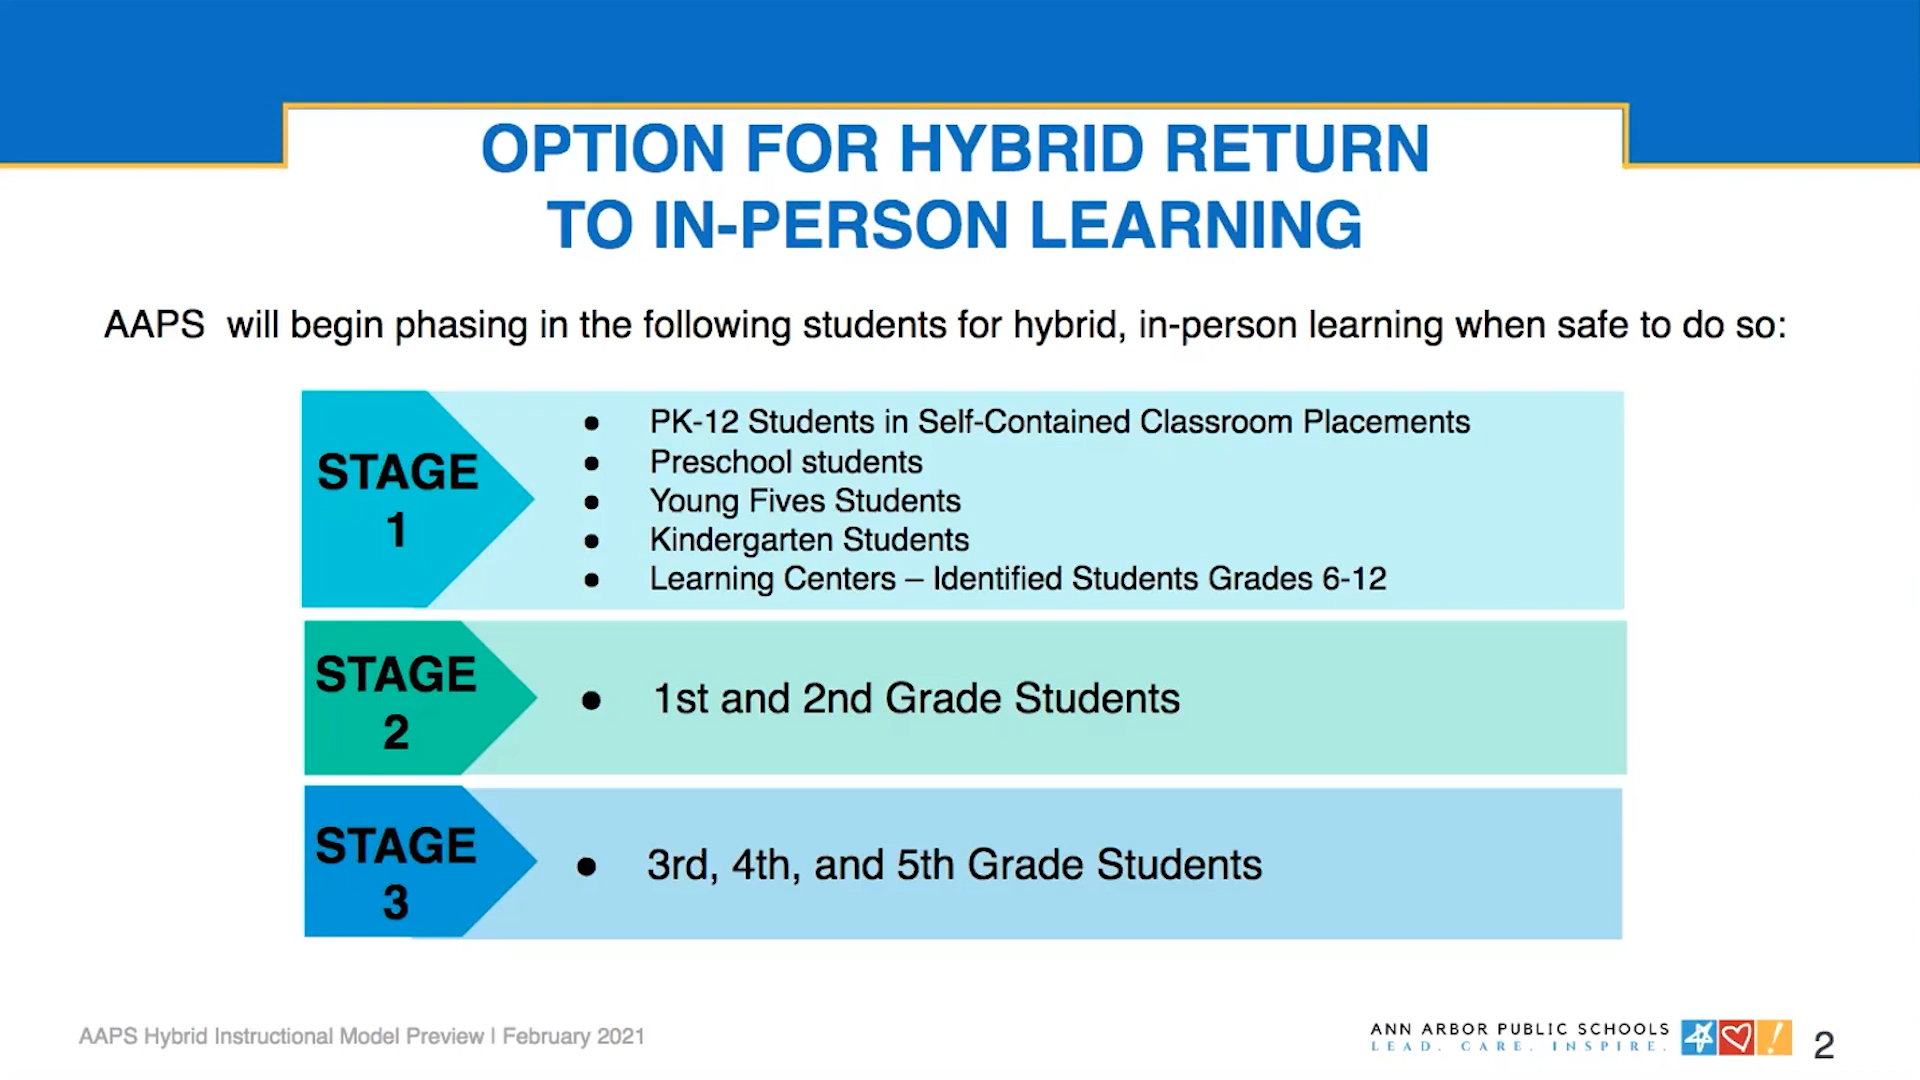 OPTION FOR HYBRID RETURN
TO IN-PERSON LEARNING
AAPS will begin phasing in the following students for hybrid, in-person learning when safe to do so:
STAGE
1
● PK-12 Students in Self-Contained Classroom Placements
● Preschool students
● Young Fives Students
● Kindergarten Students
● Learning Centers – Identified Students Grades 6-12
STAGE
2
● 1st and 2nd Grade Students
STAGE
3
● 3rd, 4th, and 5th Grade Students
AAPS Hybrid Instructional Model Preview | February 2021
ANN ARBOR PUBLIC SCHOOLS
LEAD. CARE. INSPIRE.
2